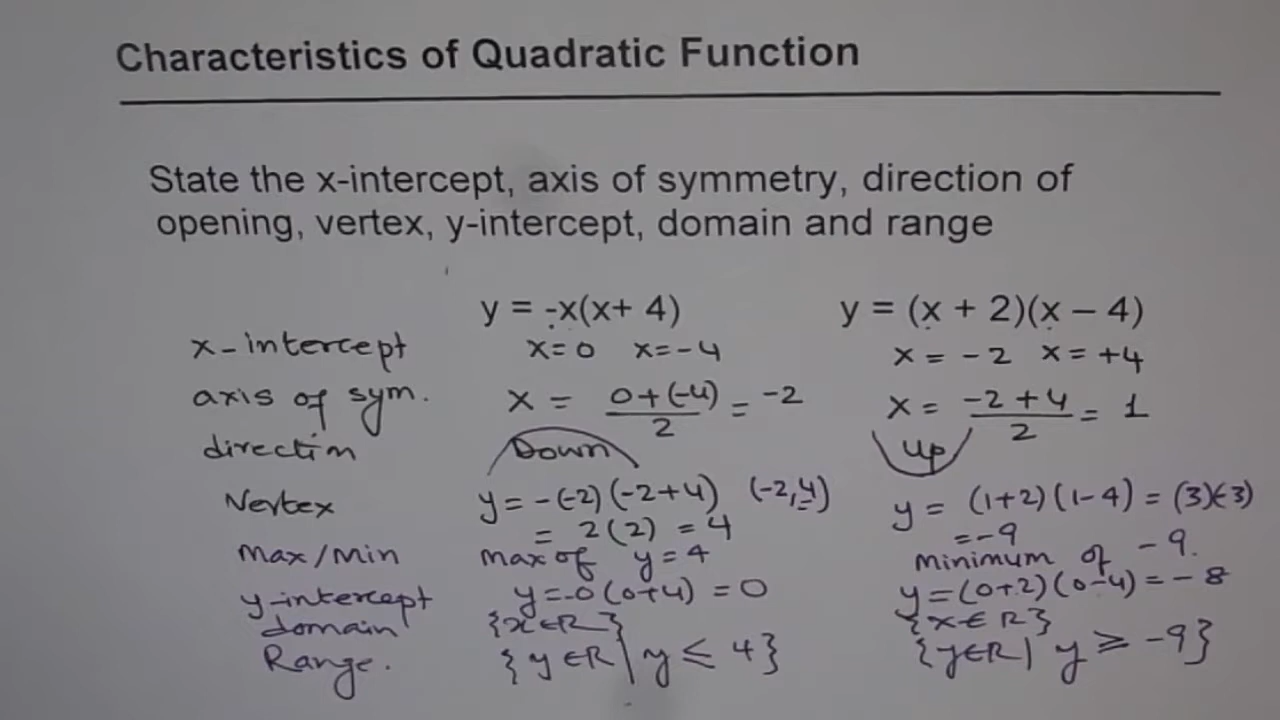 Characteristics of Quadratic Function
State the x-intercept, axis of symmetry, direction of
opening, vertex, y-intercept, domain and range
y = -x(x+ 4) y = (x + 2)(x – 4)
x-intercept x=0 x=-4 x = -2 x = +4
axis of sym. x = 0+(-4)/2 = -2 x = -2+4/2 = 1
direction Down Up
Vertex y = -(-2)(-2+4) (-2,4) y = (1+2)(1-4) = (3)(-3)
= 2(2) = 4 = -9
Max/Min Max of y = 4 Minimum of -9.
y-intercept y=-0(0+4) = 0 y=(0+2)(0-4) = -8
domain {x∈R} {x∈R}
Range. {y∈R| y ≤ 4} {y∈R| y ≥ -9}